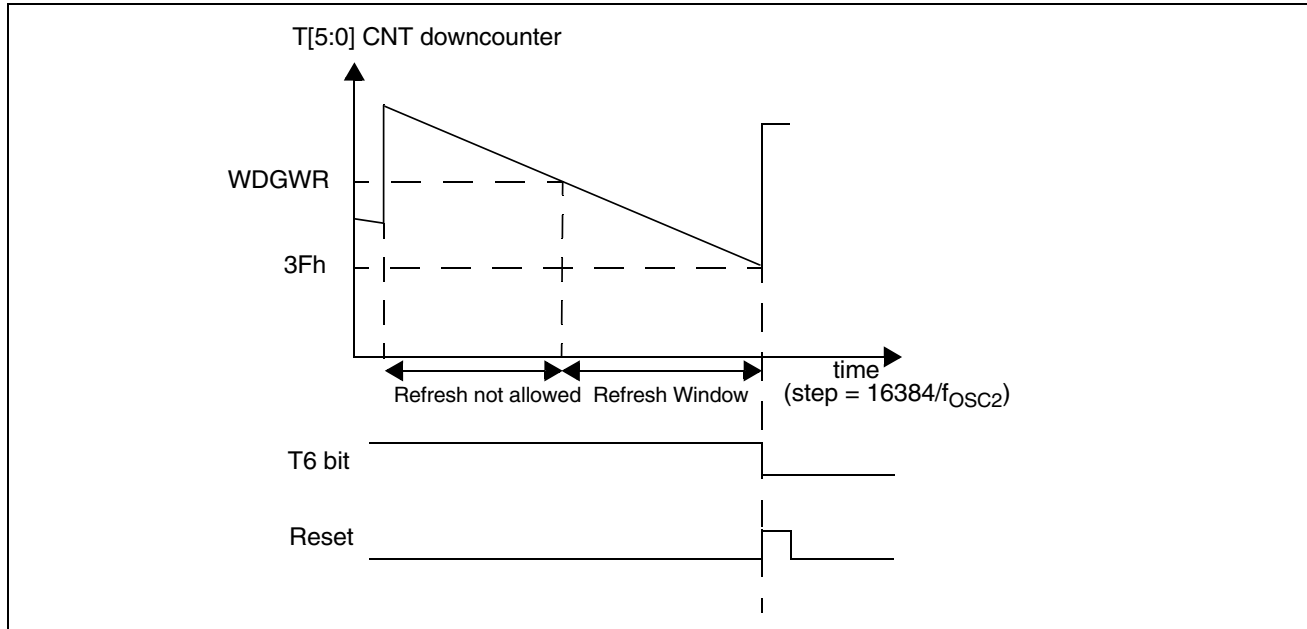 T[5:0] CNT downcounter
WDGWR
3Fh
time
Refresh not allowed Refresh Window (step = 16384/fOSC2)
T6 bit
Reset